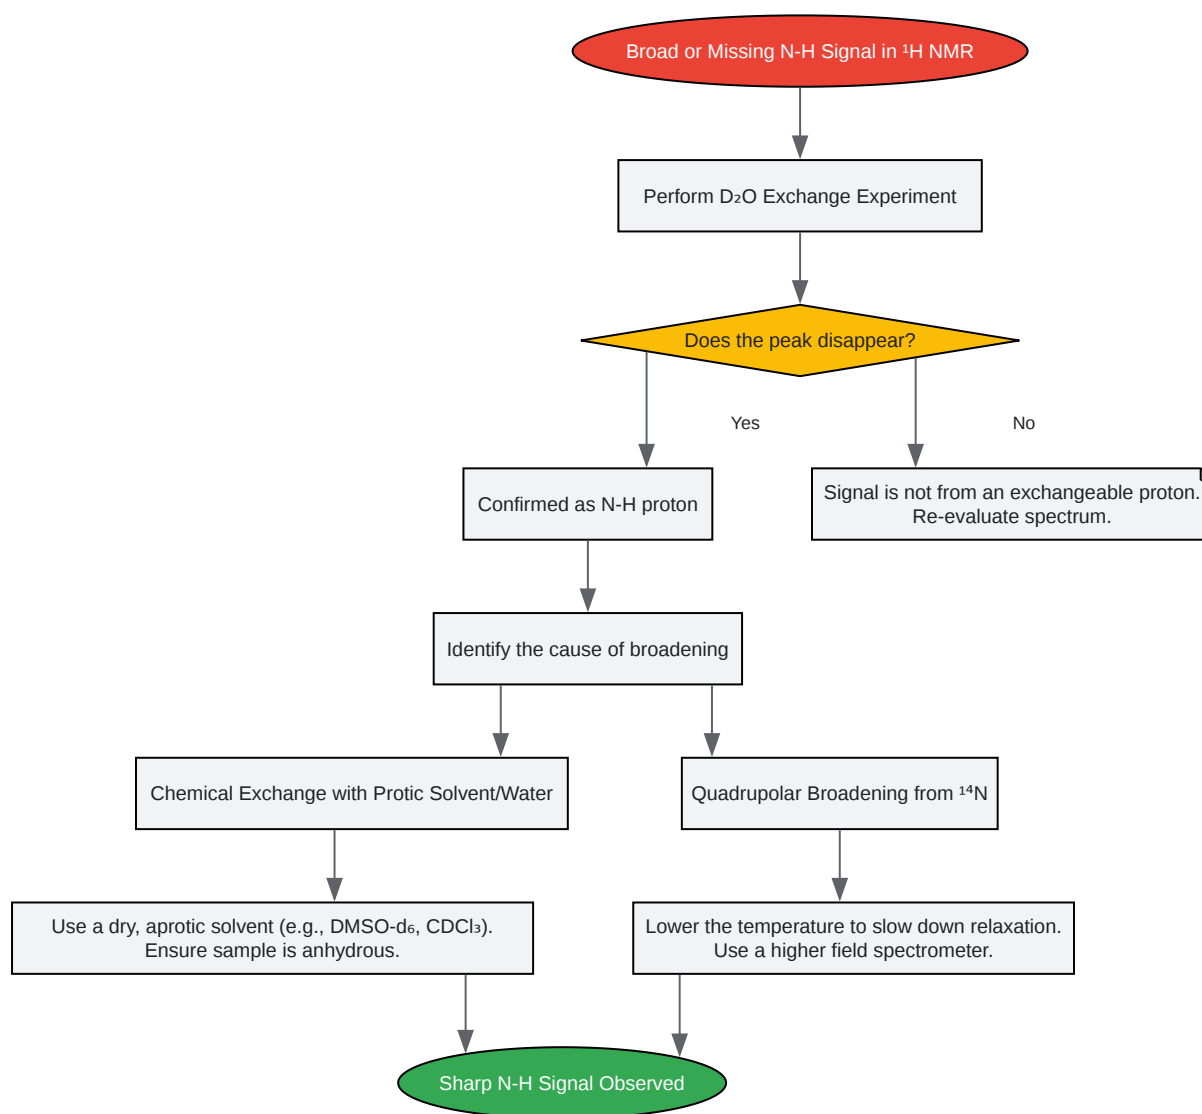 Broad or Missing N-H Signal in ¹H NMR
Perform D₂O Exchange Experiment
Does the peak disappear?
Yes
No
Confirmed as N-H proton
Signal is not from an exchangeable proton.
Re-evaluate spectrum.
Identify the cause of broadening
Chemical Exchange with Protic Solvent/Water
Quadrupolar Broadening from ¹⁴N
Use a dry, aprotic solvent (e.g., DMSO-d₆, CDCl₃).
Ensure sample is anhydrous.
Lower the temperature to slow down relaxation.
Use a higher field spectrometer.
Sharp N-H Signal Observed